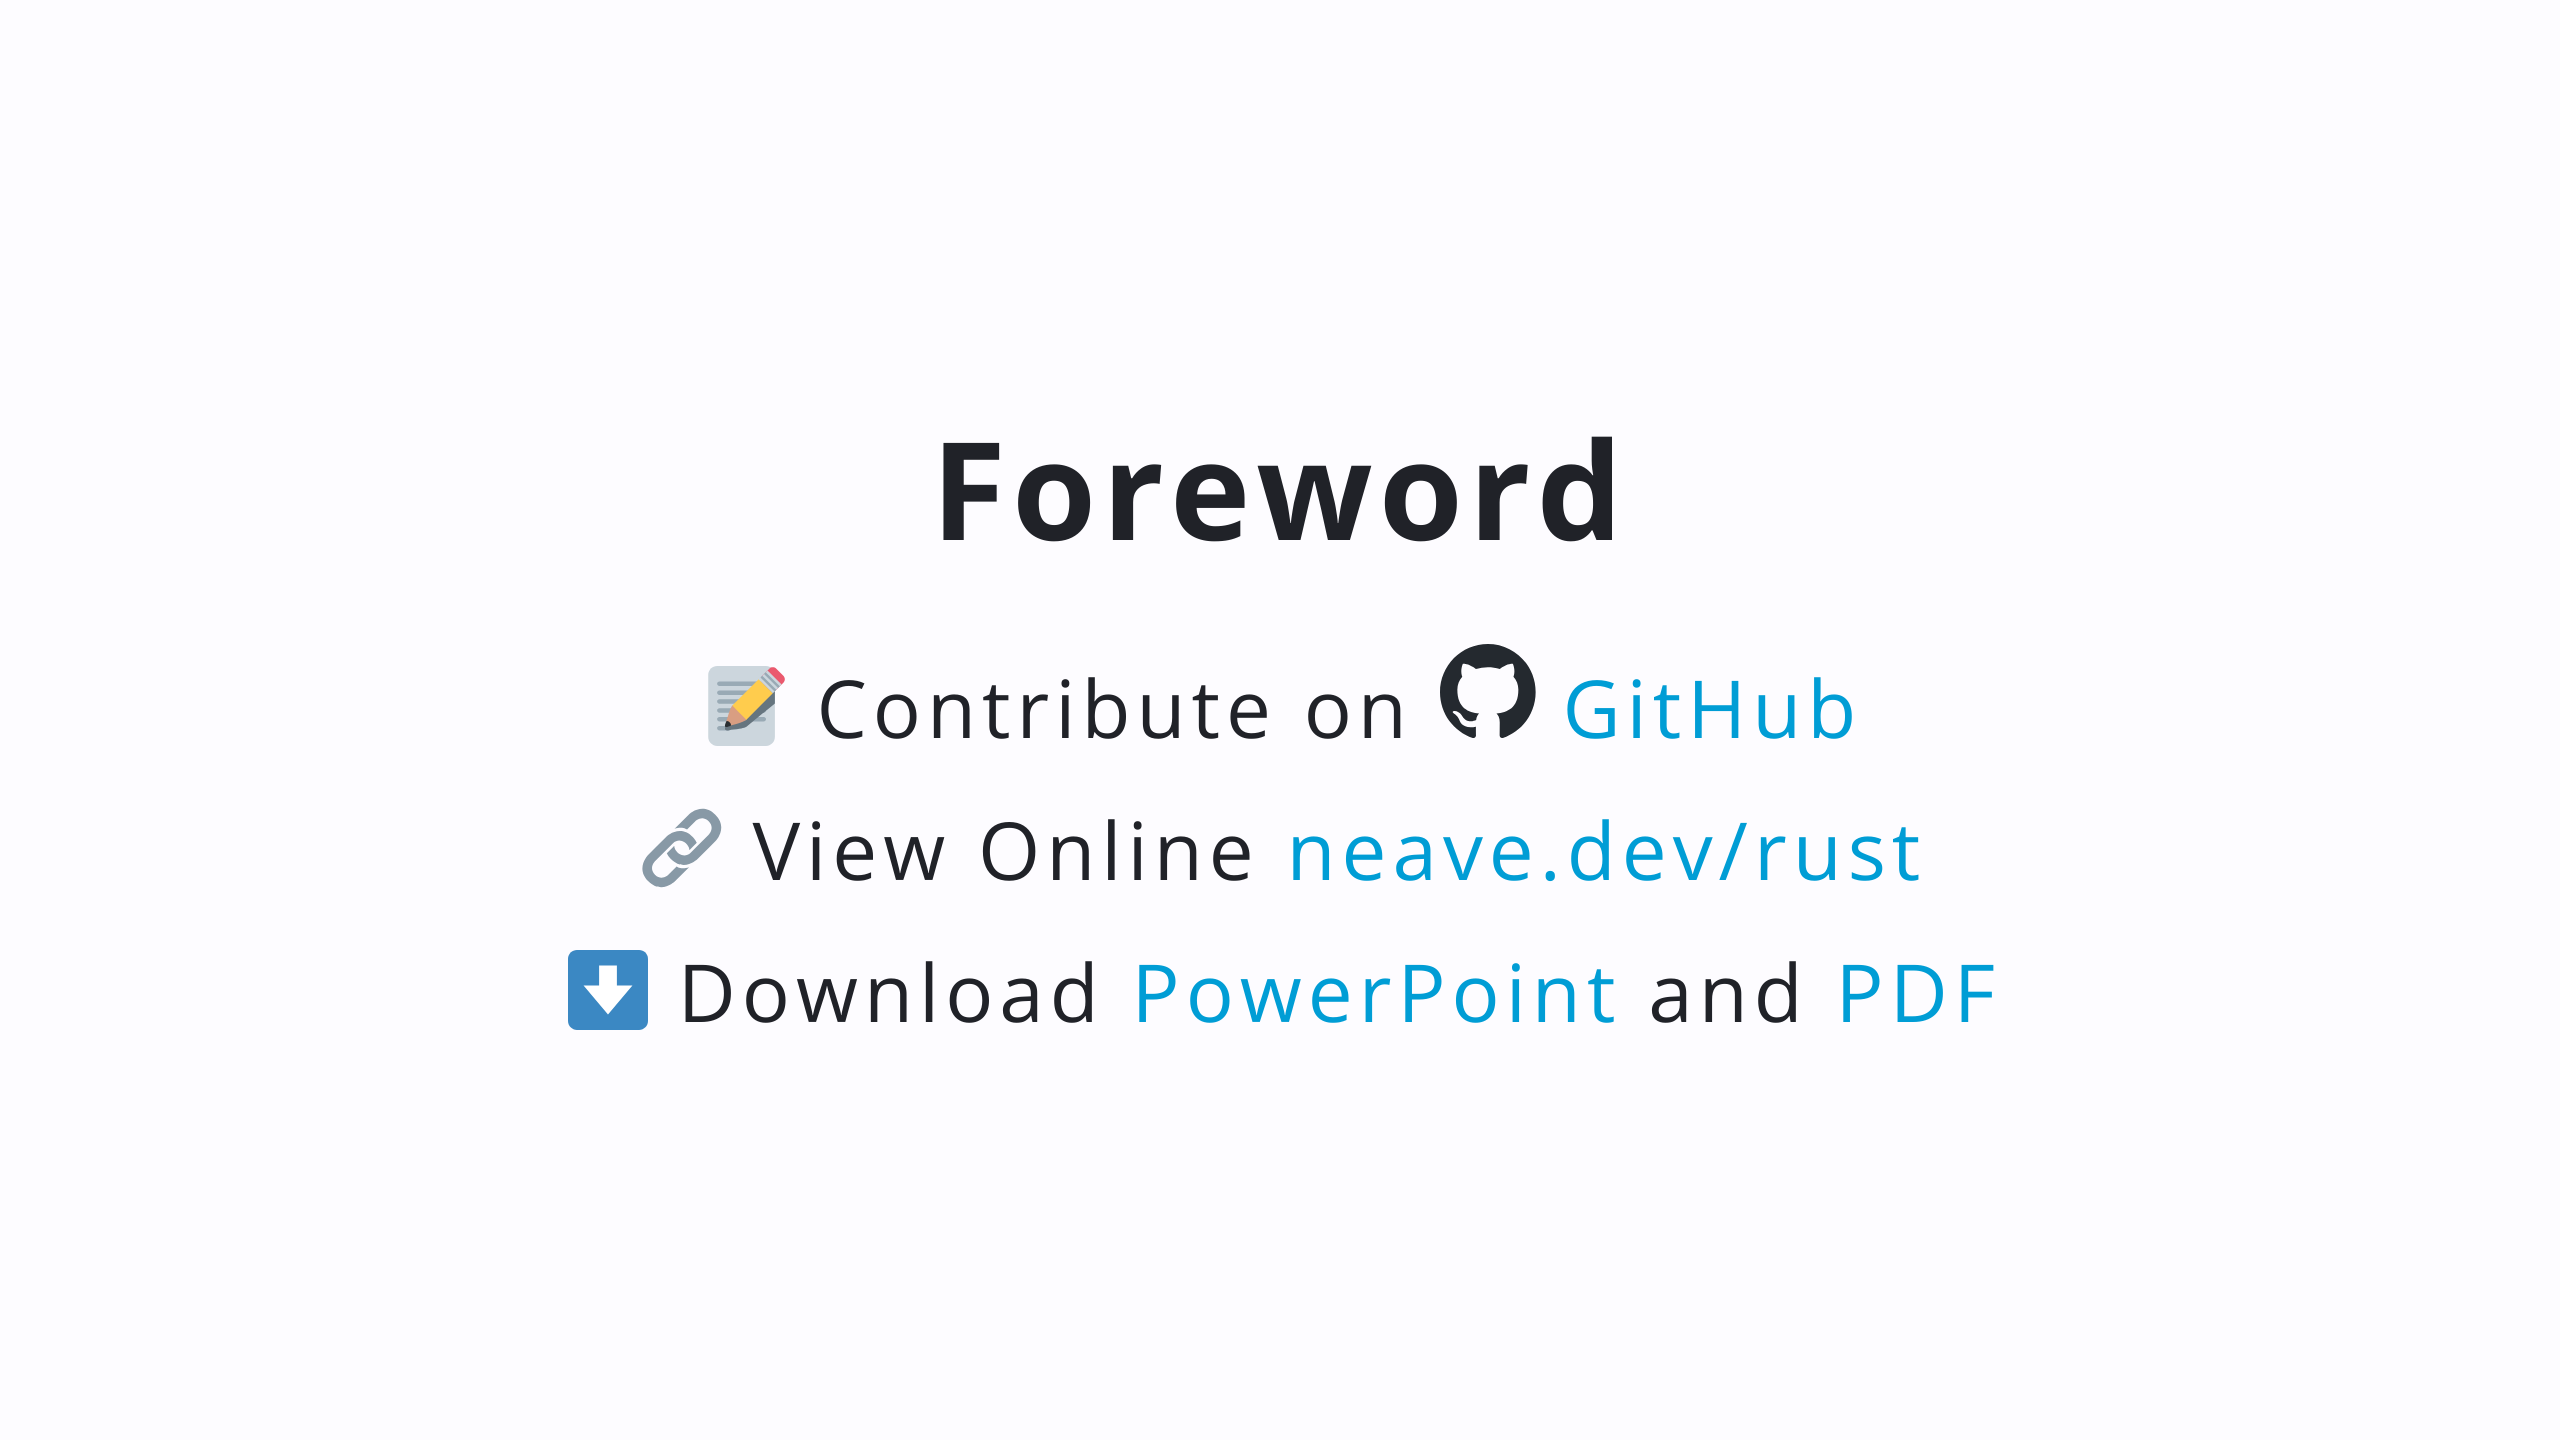 Foreword
📝 Contribute on GitHub
🔗 View Online neave.dev/rust
⬇️ Download PowerPoint and PDF